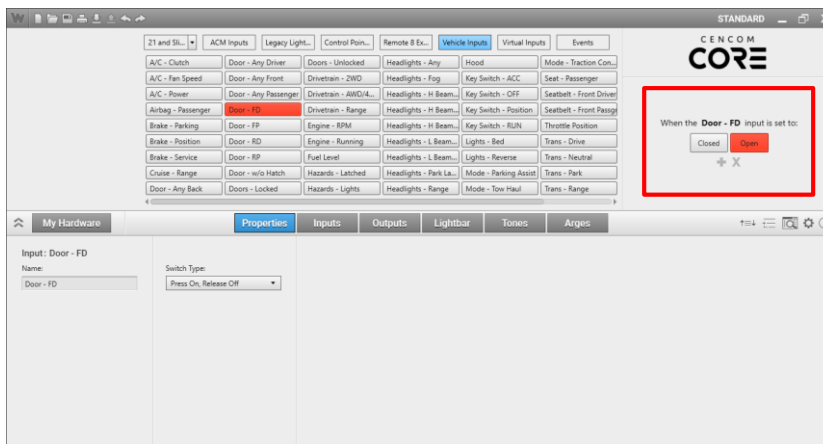 W STANDARD
21 and Sli... ACM Inputs Legacy Light... Control Poin... Remote 8 Ex... Vehicle Inputs Virtual Inputs Events
CENCOM
CORE
A/C - Clutch Door - Any Driver Doors - Unlocked Headlights - Any Hood Mode - Traction Con...
A/C - Fan Speed Door - Any Front Drivetrain - 2WD Headlights - Fog Key Switch - ACC Seat - Passenger
A/C - Power Door - Any Passenger Drivetrain - AWD/4... Headlights - H Beam... Key Switch - OFF Seatbelt - Front Driver
Airbag - Passenger Door - FD Drivetrain - Range Headlights - H Beam... Key Switch - Position Seatbelt - Front Passgr
Brake - Parking Door - FP Engine - RPM Headlights - H Beam... Key Switch - RUN Throttle Position
Brake - Position Door - RD Engine - Running Headlights - L Beam... Lights - Bed Trans - Drive
Brake - Service Door - RP Fuel Level Headlights - L Beam... Lights - Reverse Trans - Neutral
Cruise - Range Door - w/o Hatch Hazards - Latched Headlights - Park La... Mode - Parking Assist Trans - Park
Door - Any Back Doors - Locked Hazards - Lights Headlights - Range Mode - Tow Haul Trans - Range
When the Door - FD input is set to:
Closed Open
My Hardware Properties Inputs Outputs Lightbar Tones Arges
Input: Door - FD
Name: Switch Type:
Door - FD Press On, Release Off